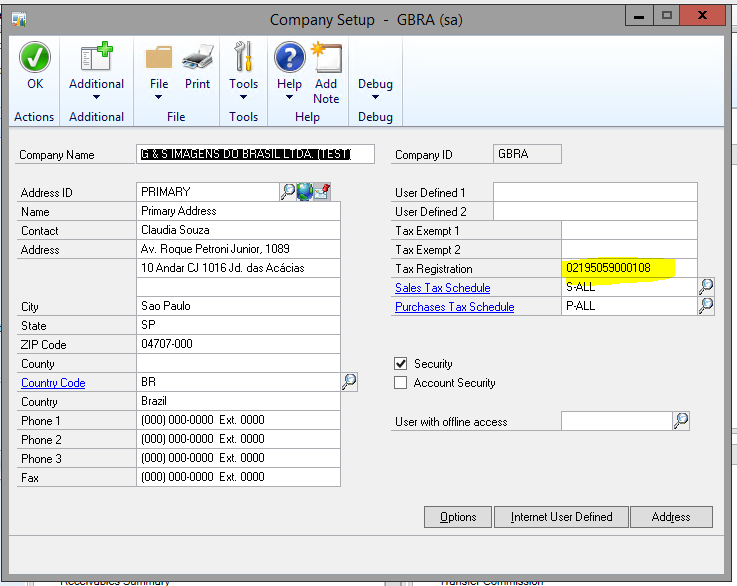 Company Setup - GBRA (sa)
OK
Additional
File
Print
Tools
Help
Add
Note
Debug
Actions
Additional
File
Tools
Help
Debug
Company Name G & S IMAGENS DO BRASIL LTDA. (TEST)
Company ID GBRA
Address ID PRIMARY
User Defined 1
Name Primary Address
User Defined 2
Contact Claudia Souza
Tax Exempt 1
Address Av. Roque Petroni Junior, 1089
Tax Exempt 2
10 Andar CJ 1016 Jd. das Acácias
Tax Registration 02195059000108
Sales Tax Schedule S-ALL
City Sao Paulo
Purchases Tax Schedule P-ALL
State SP
ZIP Code 04707-000
County
Security
Country Code BR
Account Security
Country Brazil
Phone 1 (000) 000-0000 Ext. 0000
User with offline access
Phone 2 (000) 000-0000 Ext. 0000
Phone 3 (000) 000-0000 Ext. 0000
Fax (000) 000-0000 Ext. 0000
Options
Internet User Defined
Address
Receivables Summary
Transfer Commission